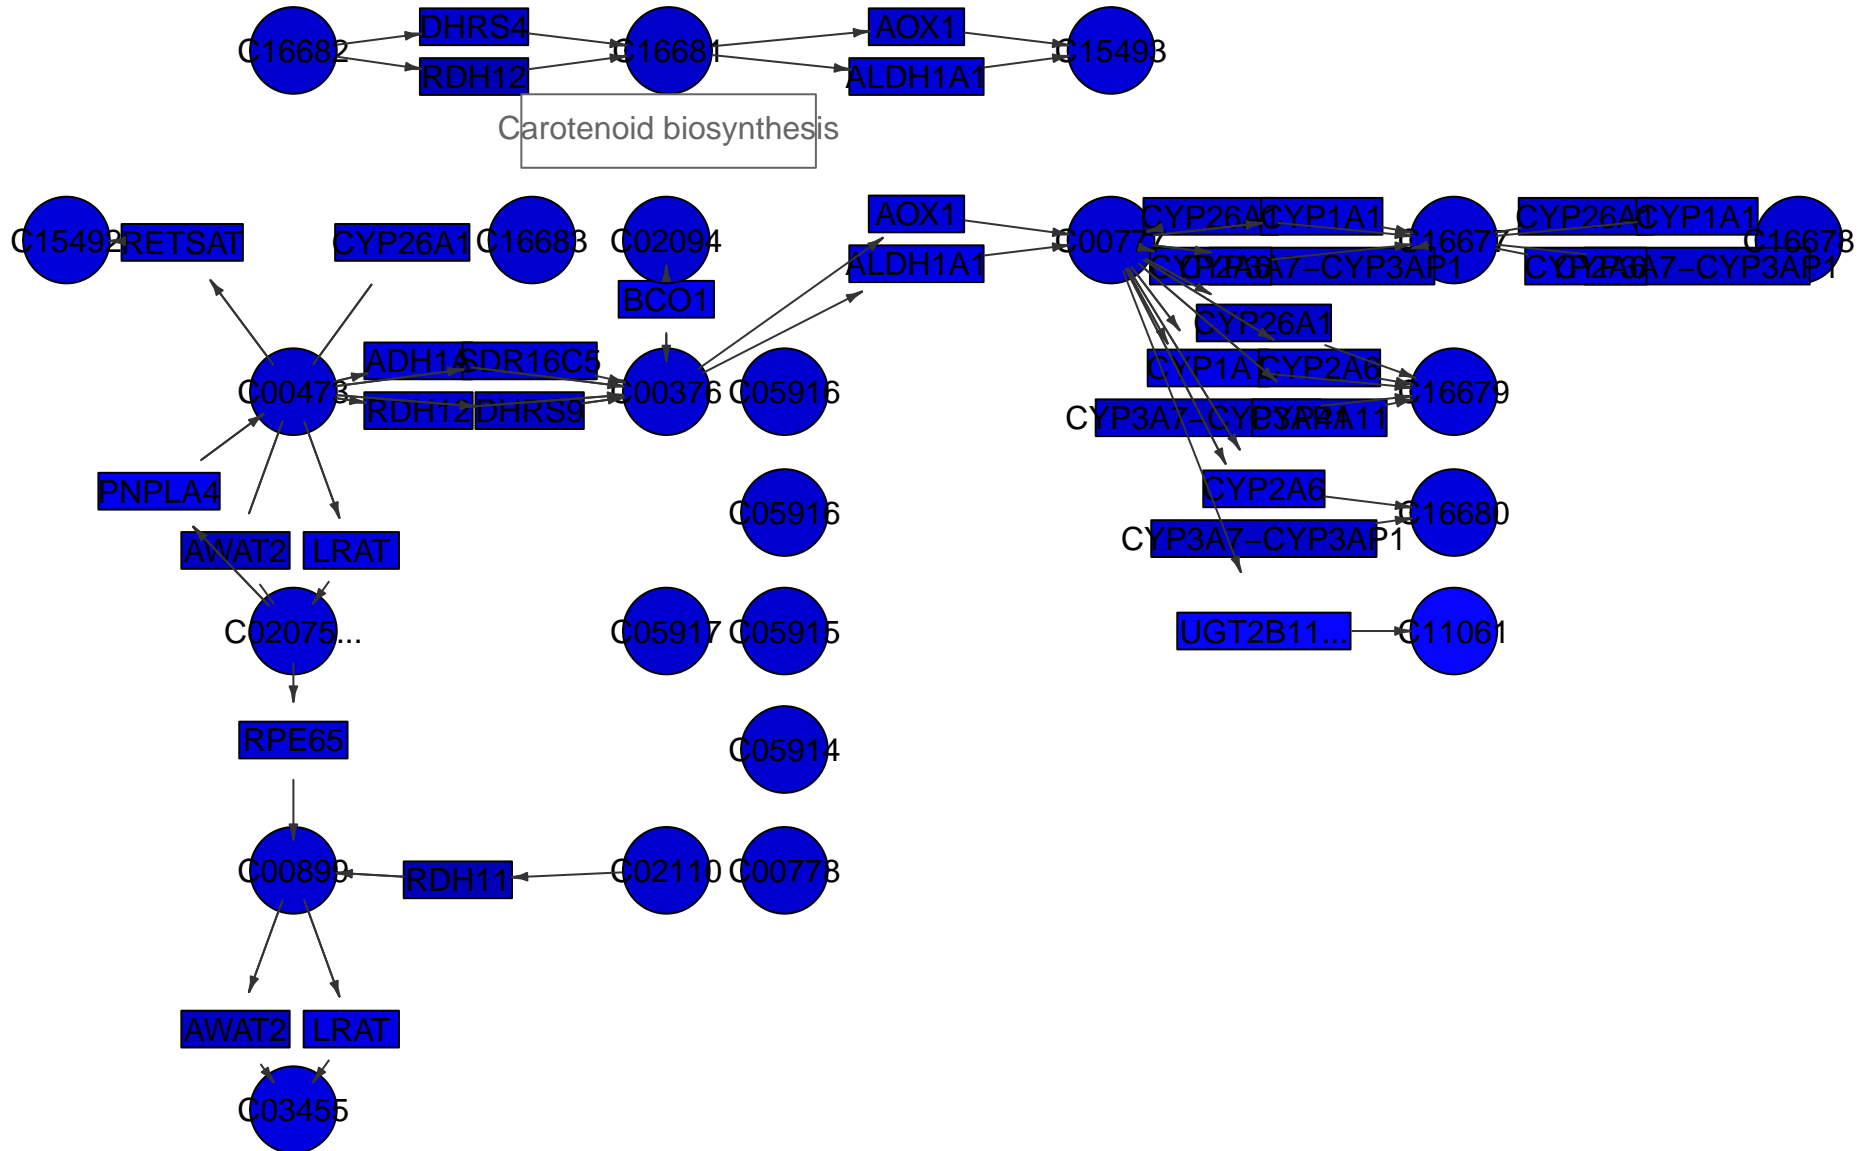 C16682
DHRS4
RDH12
C16681
AOX1
ALDH1A1
C15493
Carotenoid biosynthesis
C15492
RETSAT
CYP26A1
C16683
C02094
BCO1
AOX1
ALDH1A1
CYP26A1
CYP1A1
CYP2A6
CYP3A7–CYP3AP1
C16677
CYP26A1
CYP1A1
CYP2A6
CYP3A7–CYP3AP1
C16678
C00473
SDR16C5
RDH12
DHRS9
C00376
C05916
CYP26A1
CYP1A1
CYP2A6
CYP3A7–CYP3AP1
C16679
PNPLA4
C05916
CYP2A6
CYP3A7–CYP3AP1
C16680
AWAT2
LRAT
C02075...
C05917
C05915
UGT2B11...
C11061
RPE65
C05914
C00899
RDH11
C02110
C00778
AWAT2
LRAT
C03455